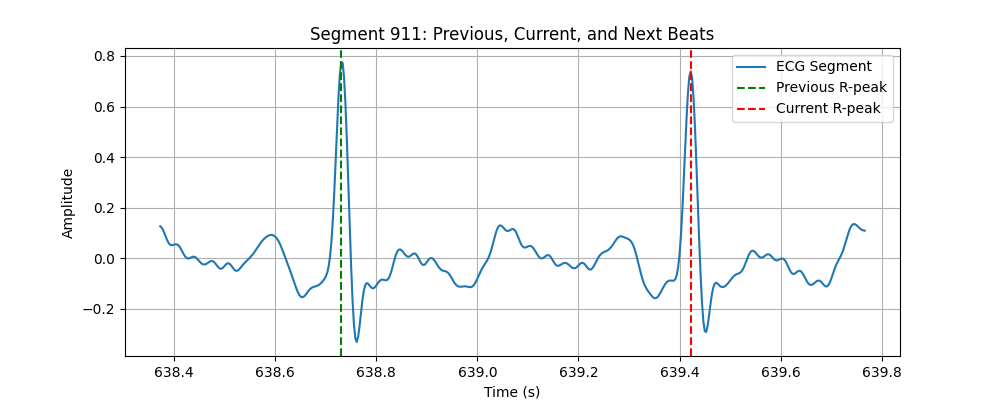 Segment 911: Previous, Current, and Next Beats
ECG Segment
Previous R-peak
Current R-peak
Amplitude
0.8
0.6
0.4
0.2
0.0
−0.2
638.4 638.6 638.8 639.0 639.2 639.4 639.6 639.8
Time (s)